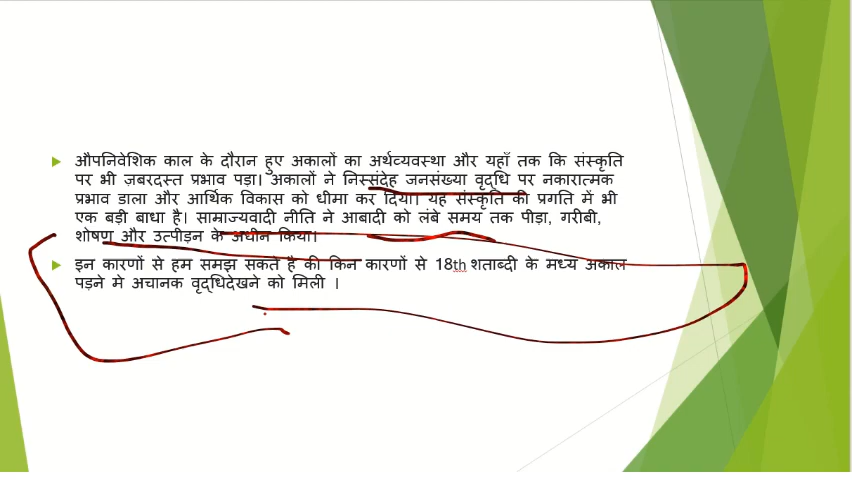 औपनिवेशिक काल के दौरान हुए अकालों का अर्थव्यवस्था और यहाँ तक कि संस्कृति
पर भी ज़बरदस्त प्रभाव पड़ा। अकालों ने निस्संदेह जनसंख्या वृद्धि पर नकारात्मक
प्रभाव डाला और आर्थिक विकास को धीमा कर दिया। यह संस्कृति की प्रगति में भी
एक बड़ी बाधा है। साम्राज्यवादी नीति ने आबादी को लंबे समय तक पीड़ा, गरीबी,
शोषण और उत्पीड़न के अधीन किया।
इन कारणों से हम समझ सकते है की किन कारणों से 18th शताब्दी के मध्य अकाल
पड़ने मे अचानक वृद्धिदेखने को मिली ।